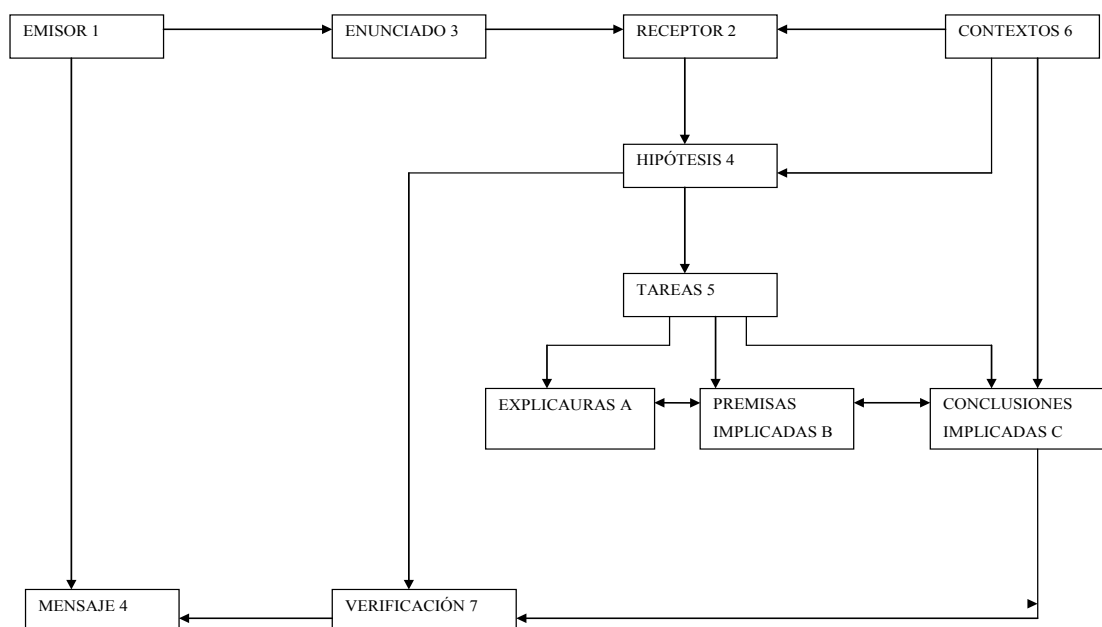 EMISOR 1
ENUNCIADO 3
RECEPTOR 2
CONTEXTOS 6
HIPÓTESIS 4
TAREAS 5
EXPLICAURAS A
PREMISAS
IMPLICADAS B
CONCLUSIONES
IMPLICADAS C
MENSAJE 4
VERIFICACIÓN 7